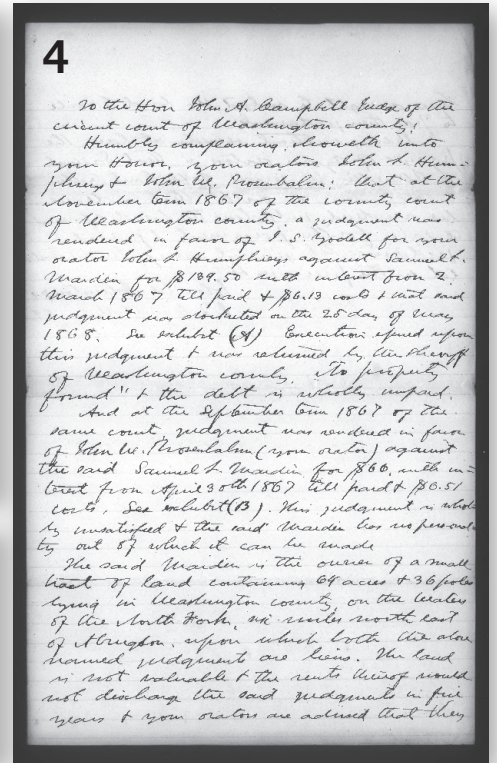 4
To the Hon John A. Campbell Judge of the
circuit court of Washington county:
Humbly complaining, showeth unto
your Honor, your orators John S. Hum-
phreys & John W. Rosenbalm: that at the
November term 1867 of the county court
of Washington county, a judgment was
rendered in favor of I. S. for your
orator John S. Humphreys against Samuel S.
Mardin for $139.50 with interest from 2.
March 1867 till paid & $6.13 costs & that said
judgment was docketed on the 25 day of May
1868. See exhibit (A) Execution upon
this judgment & was returned by the sheriff
of Washington county. "No property
found" & the debt is wholly unpaid.
And at the September term 1867 of the
same court, judgment was rendered in favor
of John W. Rosenbalm (your orator) against
the said Samuel S. Mardin for $66, with in-
terest from April 30th 1867 till paid & $6.51
costs, See exhibit (B). This judgment is whol-
ly unsatisfied & the said Mardin has no personal-
ty out of which it can be made
The said Mardin is the owner of a small
tract of land containing 64 acres & 36 poles
lying in Washington county, on the waters
of the North Fork, miles north east
of Abingdon, upon which both the above
named judgments are liens. The land
is not valuable & the rents thereof would
not discharge the said judgments in five
years & your orators are advised that they